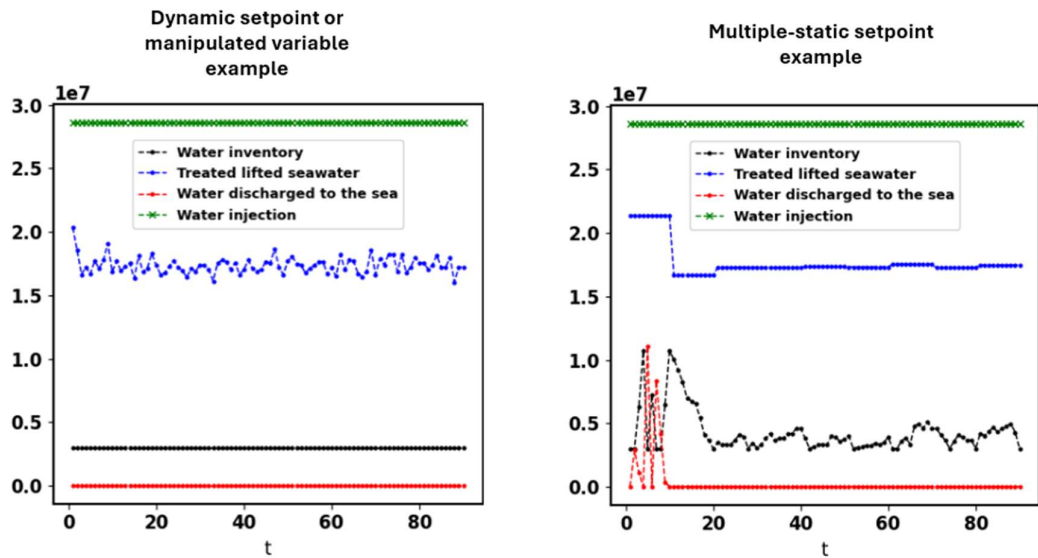 Dynamic setpoint or
manipulated variable
example
1e7
3.0
2.5
2.0
1.5
1.0
0.5
0.0
Water inventory
Treated lifted seawater
Water discharged to the sea
Water injection
0 20 40 60 80
t
Multiple-static setpoint
example
1e7
3.0
2.5
2.0
1.5
1.0
0.5
0.0
Water inventory
Treated lifted seawater
Water discharged to the sea
Water injection
0 20 40 60 80
t